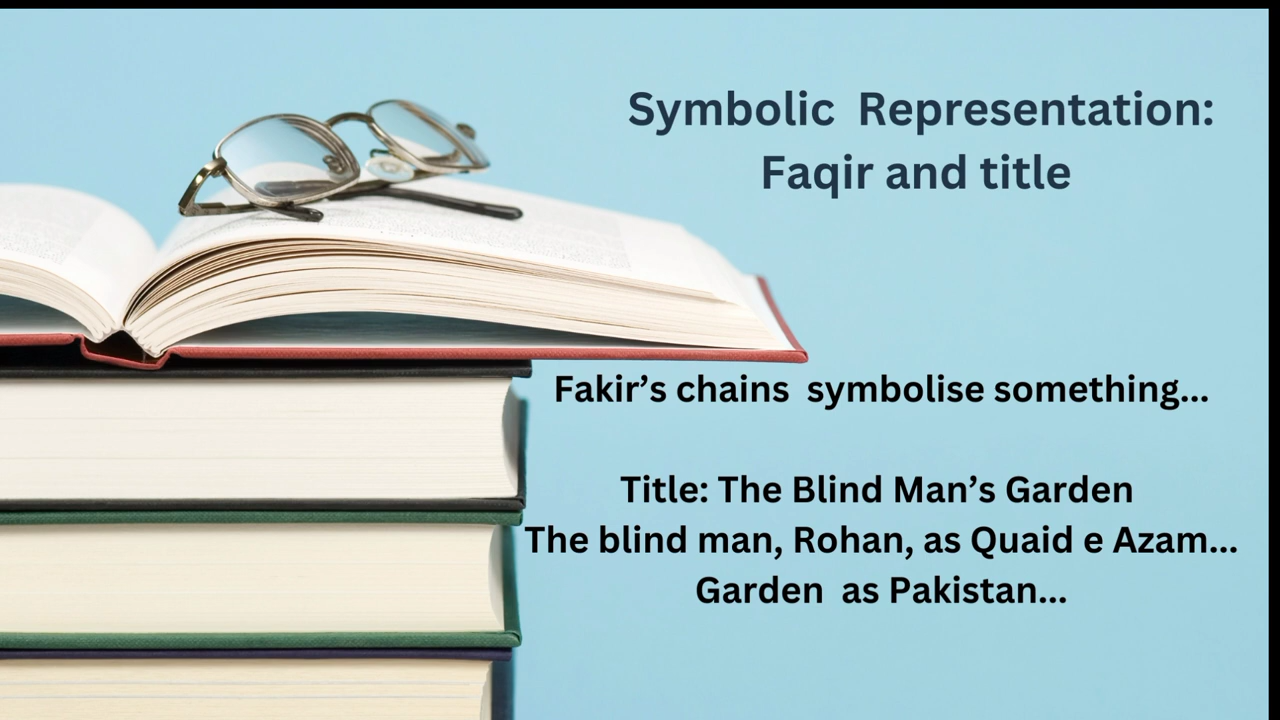 Symbolic  Representation:
Faqir and title
Fakir’s chains  symbolise something...
Title: The Blind Man’s Garden
The blind man, Rohan, as Quaid e Azam...
Garden  as Pakistan...